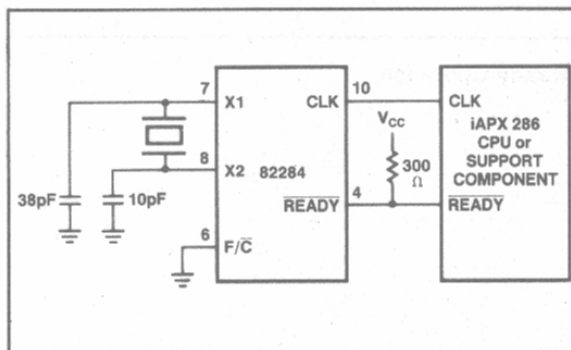 7
X1
CLK
10
CLK
VCC
iAPX 286
CPU or
SUPPORT
COMPONENT
8
X2
82284
300
Ω
38pF
10pF
READY
4
READY
6
F/C